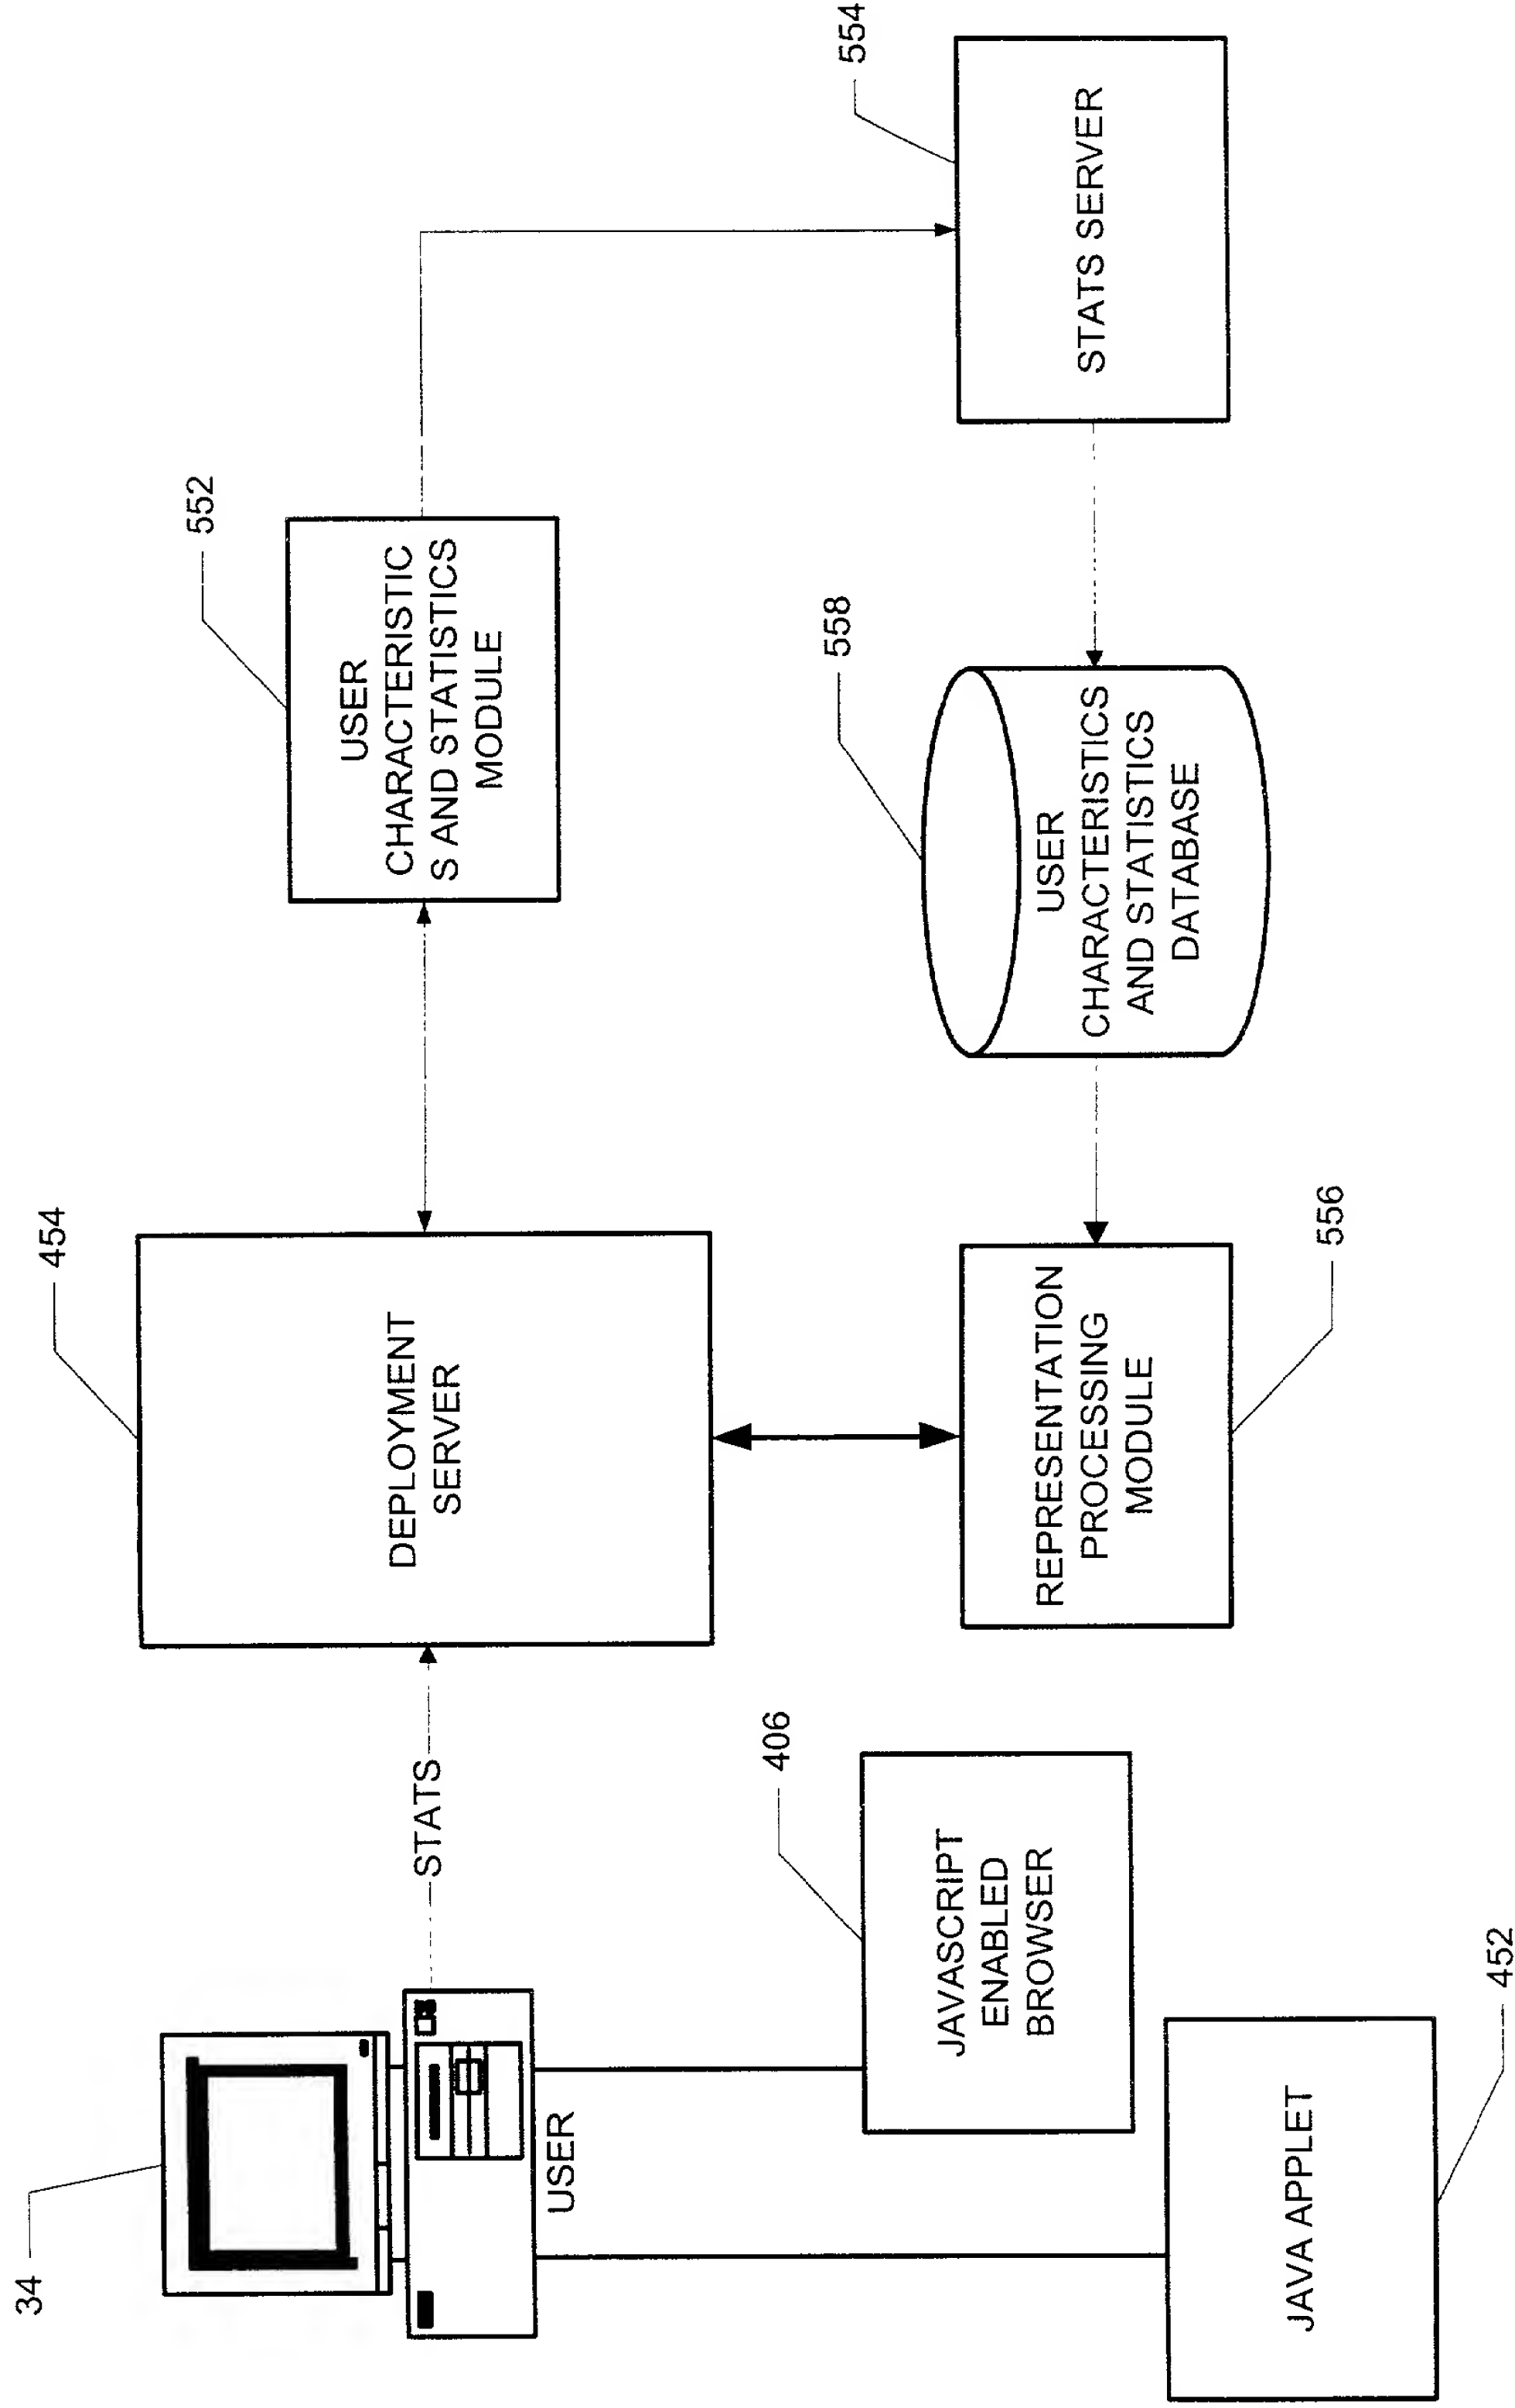 34
USER
STATS
454
DEPLOYMENT
SERVER
552
USER
CHARACTERISTIC
S AND STATISTICS
MODULE
554
STATS SERVER
558
USER
CHARACTERISTICS
AND STATISTICS
DATABASE
REPRESENTATION
PROCESSING
MODULE
556
406
JAVASCRIPT
ENABLED
BROWSER
JAVA APPLET
452